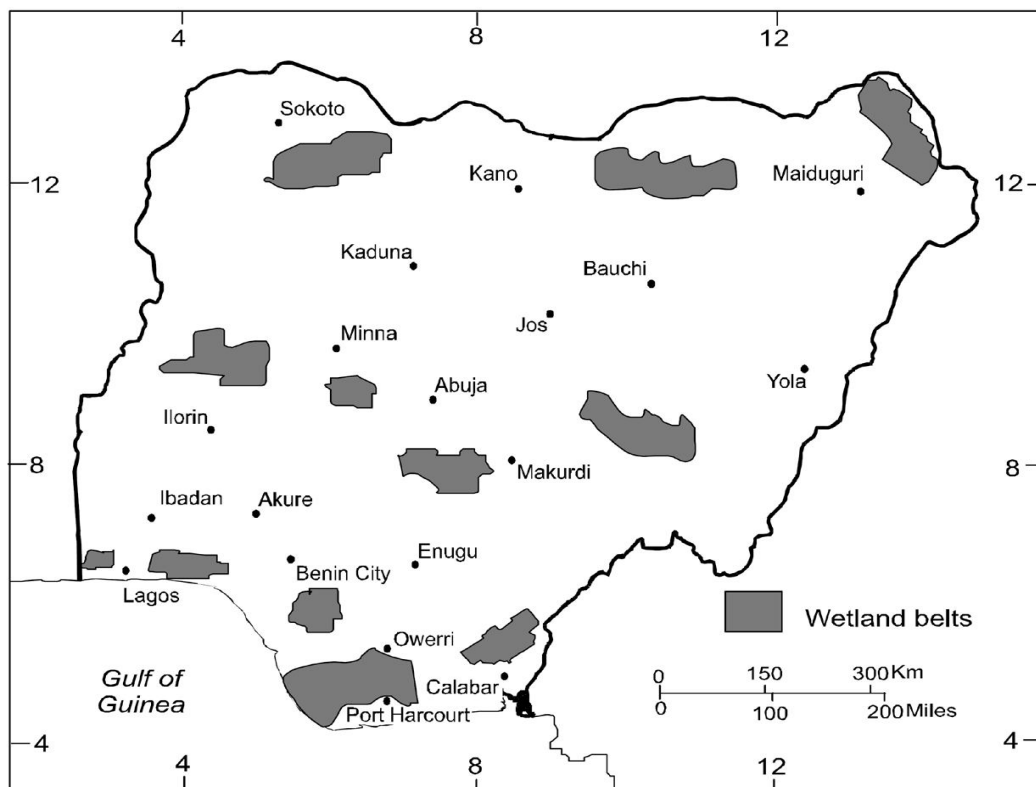 4 8 12
Sokoto
12 Kano Maiduguri 12
Kaduna
Bauchi
Jos
Minna
Abuja
Yola
Ilorin
8 Makurdi 8
Ibadan Akure
Enugu
Benin City
Lagos
Wetland belts
Owerri
Gulf of
Guinea
Calabar
Port Harcourt
0 150 300 Km
0 100 200 Miles
4 4
4 8 12